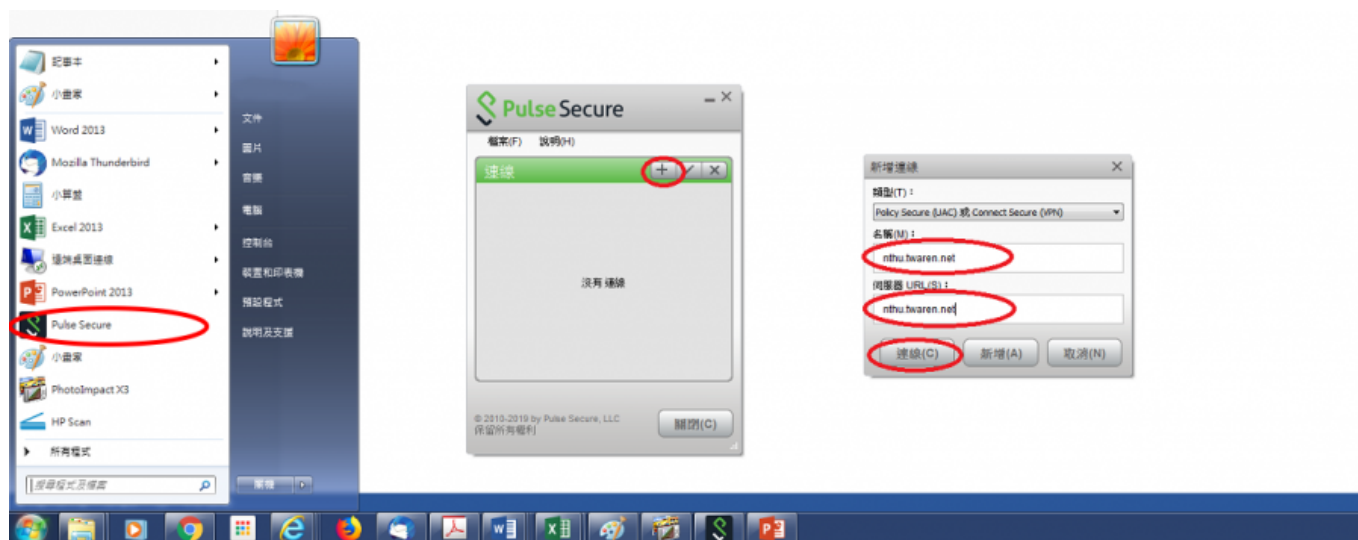 記事本
小畫家
Word 2013
Mozilla Thunderbird
小算盤
Excel 2013
遠端桌面連線
PowerPoint 2013
Pulse Secure
小畫家
PhotoImpact X3
HP Scan
所有程式
搜尋程式及檔案
文件
圖片
音樂
電腦
控制台
裝置和印表機
預設程式
說明及支援
關機
Pulse Secure
檔案(F) 說明(H)
連線
沒有 連線
© 2010-2019 by Pulse Secure, LLC
保留所有權利
關閉(C)
新增連線
類型(T)：
Policy Secure (UAC) 或 Connect Secure (VPN)
名稱(M)：
nthu.twaren.net
伺服器 URL(S)：
nthu.twaren.net
連線(C) 新增(A) 取消(N)